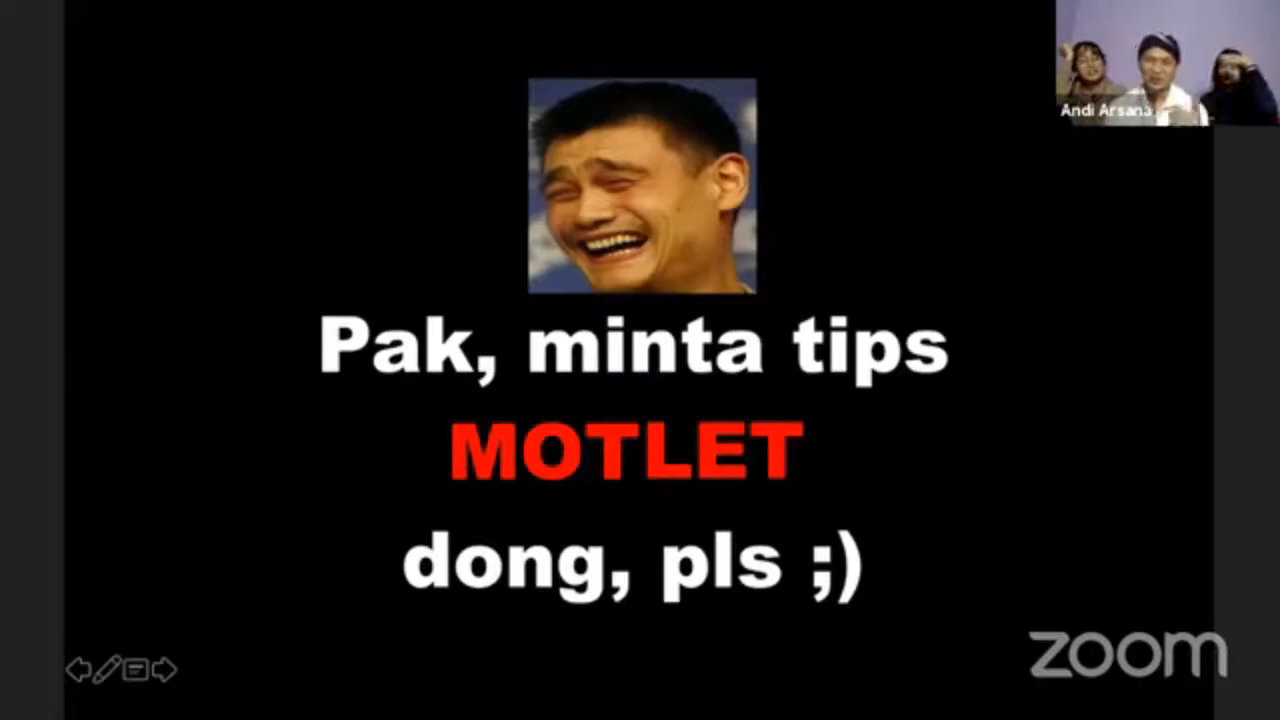 Andi Arsana
Pak, minta tips
MOTLET
dong, pls ;)
zoom